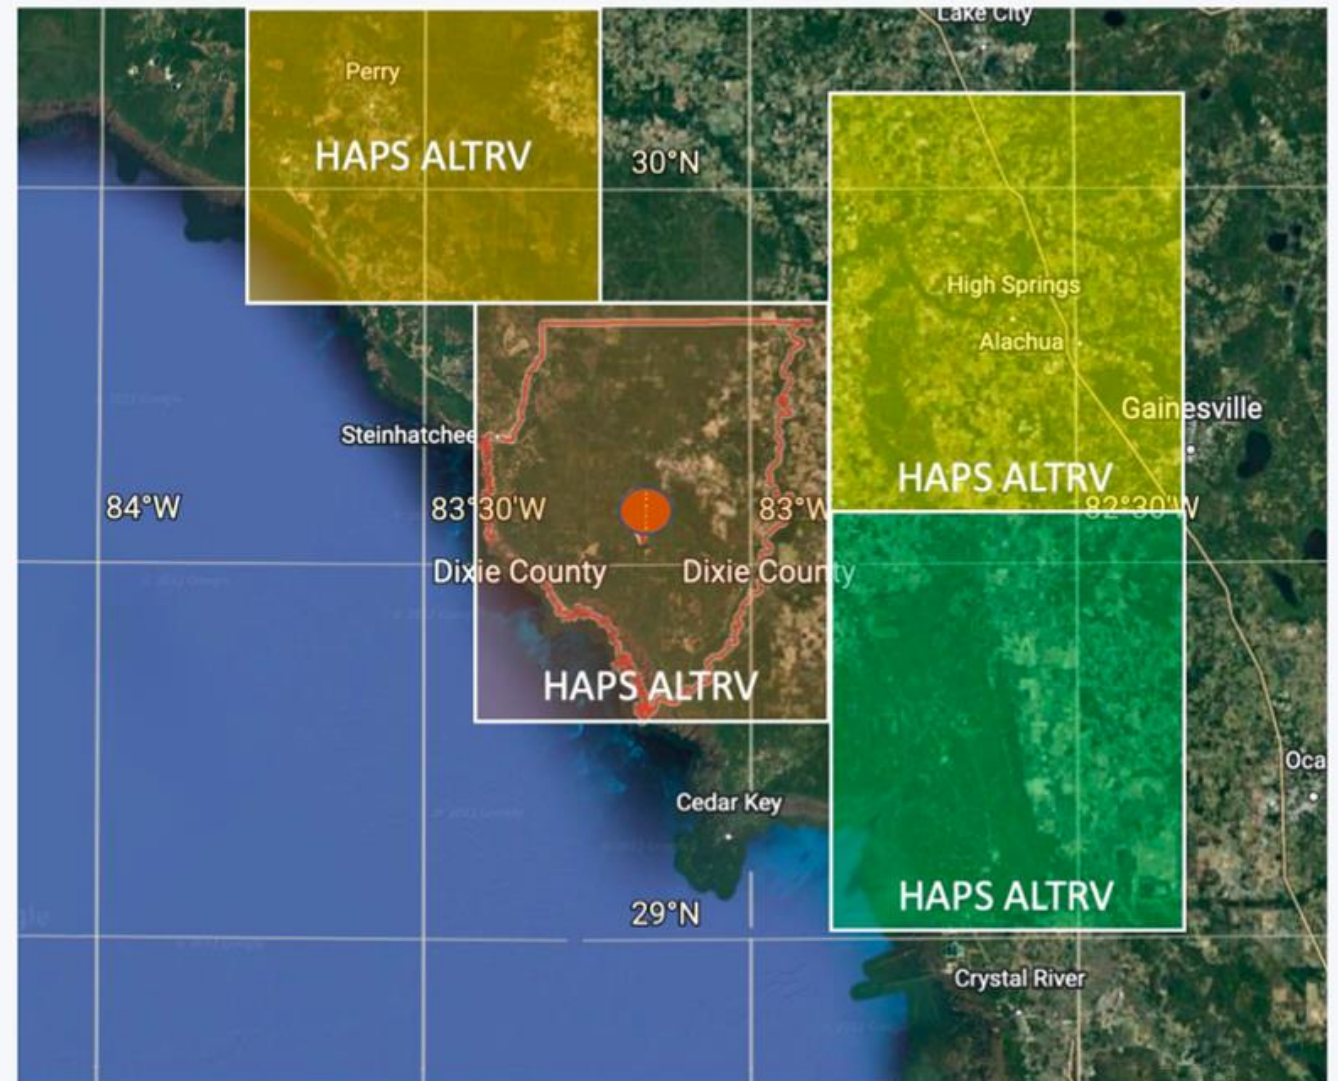 Lake City
Perry
HAPS ALTRV
30°N
High Springs
Alachua
Gainesville
Steinhatchee
HAPS ALTRV
84°W
83°30'W
83°W
82°30'W
Dixie County
Dixie County
HAPS ALTRV
Oca
Cedar Key
HAPS ALTRV
29°N
Crystal River